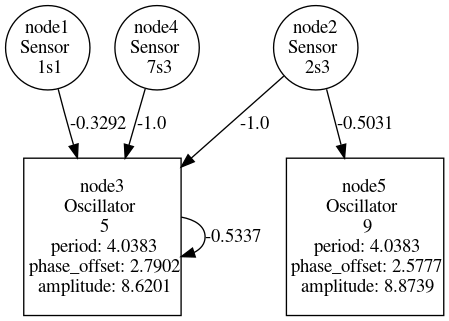 node1
Sensor
1s1
node4
Sensor
7s3
node2
Sensor
2s3
-0.3292
-1.0
-1.0
-0.5031
node3
Oscillator
5
period: 4.0383
phase_offset: 2.7902
amplitude: 8.6201
-0.5337
node5
Oscillator
9
period: 4.0383
phase_offset: 2.5777
amplitude: 8.8739